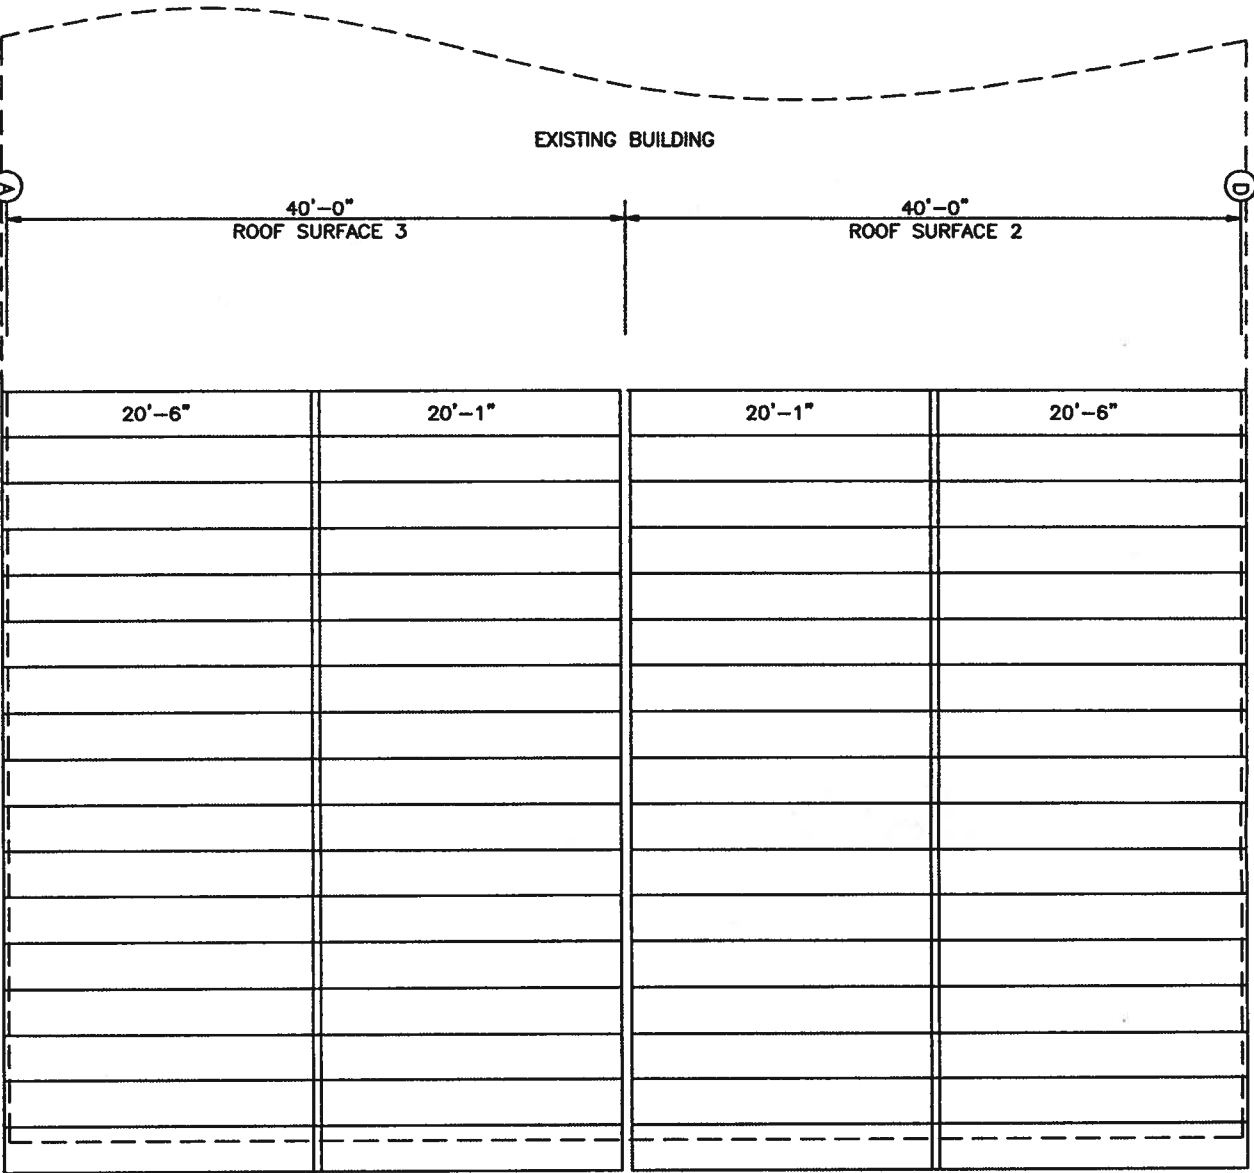 EXISTING BUILDING
A
D
40'-0"
40'-0"
ROOF SURFACE 3
ROOF SURFACE 2
20'-6"
20'-1"
20'-1"
20'-6"